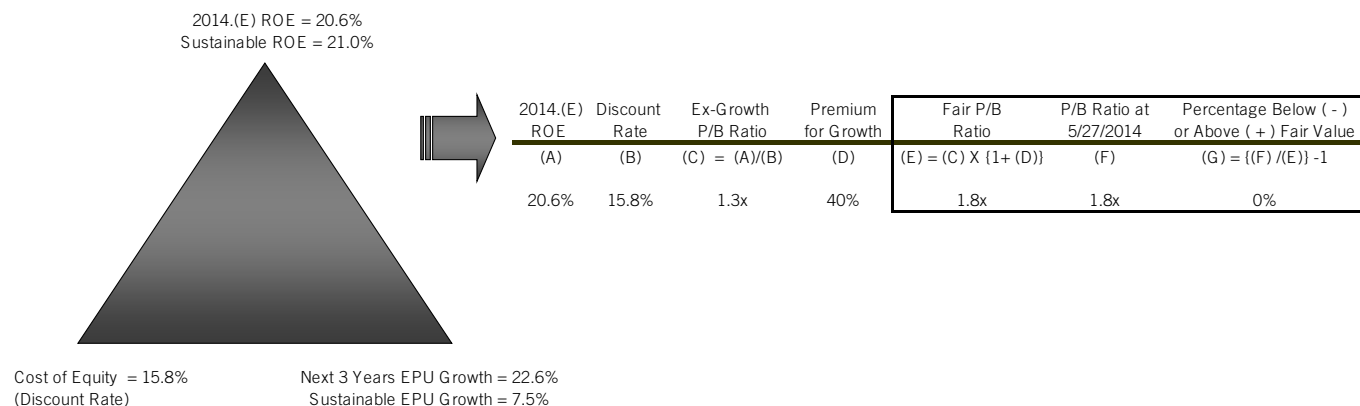 2014.(E) ROE = 20.6%
Sustainable ROE = 21.0%
2014.(E) Discount Ex-Growth Premium Fair P/B P/B Ratio at Percentage Below ( - )
ROE Rate P/B Ratio for Growth Ratio 5/27/2014 or Above ( + ) Fair Value
(A) (B) (C) = (A)/(B) (D) (E) = (C) X {1+ (D)} (F) (G) = {(F) /(E)} -1
20.6% 15.8% 1.3x 40% 1.8x 1.8x 0%
Cost of Equity = 15.8% Next 3 Years EPU Growth = 22.6%
(Discount Rate) Sustainable EPU Growth = 7.5%